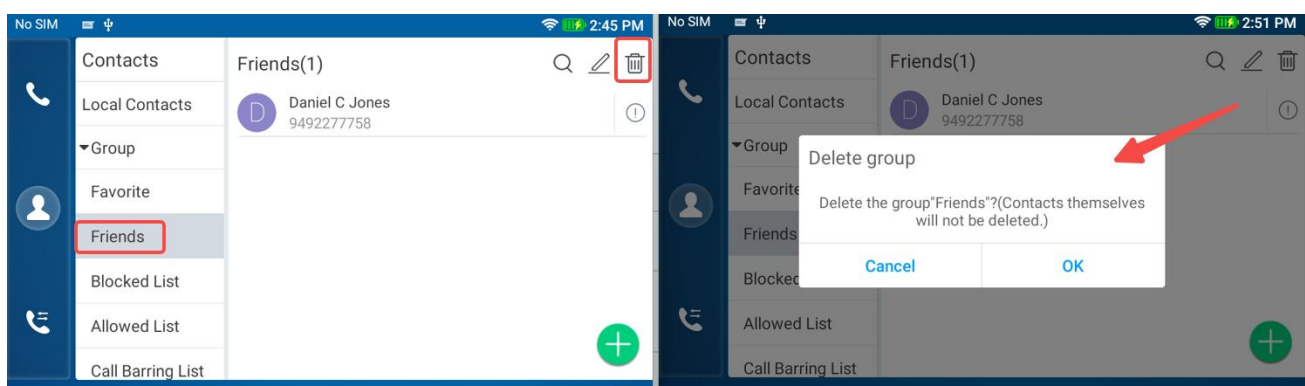 No SIM
2:45 PM
Contacts
Friends(1)
Local Contacts
D
Daniel C Jones
9492277758
Group
Favorite
Friends
Blocked List
Allowed List
Call Barring List
No SIM
2:51 PM
Contacts
Friends(1)
Local Contacts
D
Daniel C Jones
9492277758
Group
Favorite
Friends
Blocked
Allowed List
Call Barring List
Delete group
Delete the group"Friends"?(Contacts themselves
will not be deleted.)
Cancel
OK